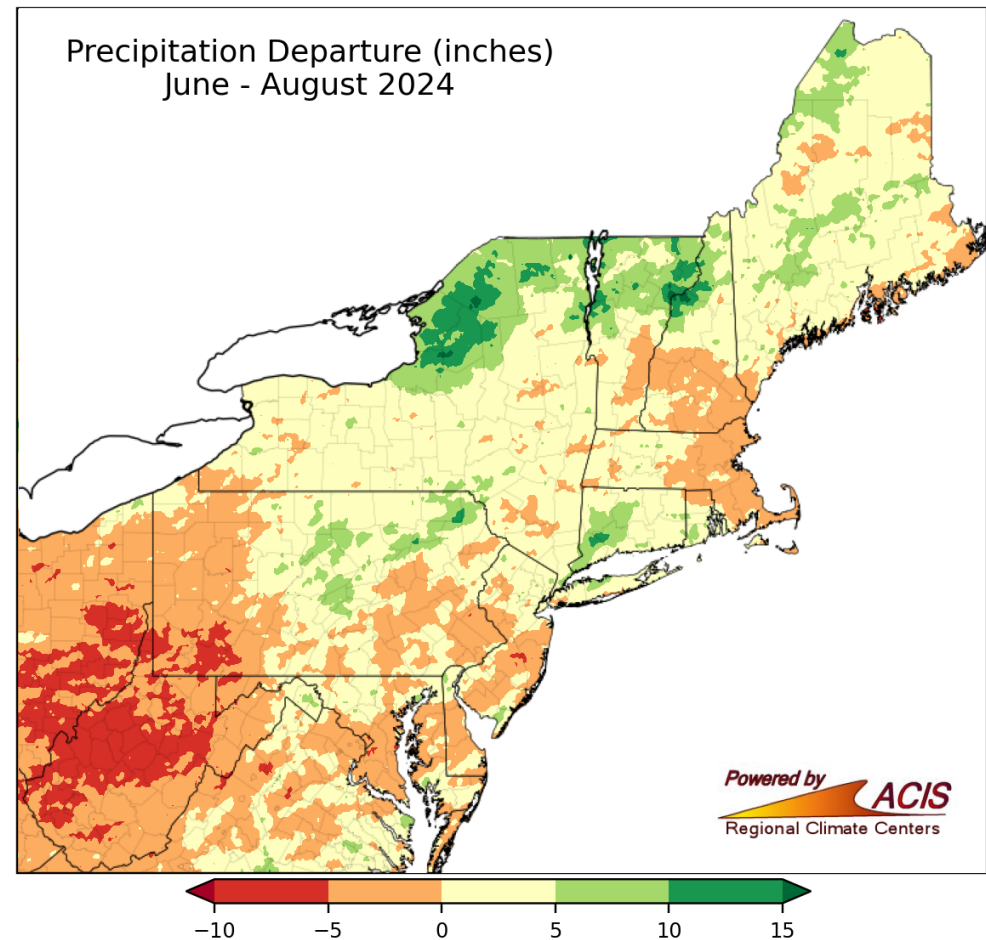 Precipitation Departure (inches)
June - August 2024
Powered by
ACIS
Regional Climate Centers
−10 −5 0 5 10 15